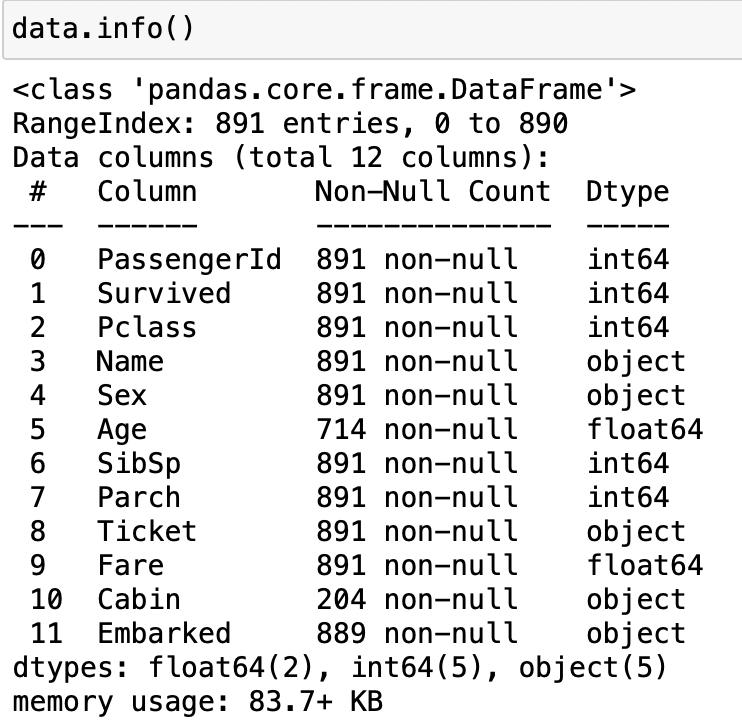 data.info()
<class 'pandas.core.frame.DataFrame'>
RangeIndex: 891 entries, 0 to 890
Data columns (total 12 columns):
 #   Column       Non-Null Count  Dtype
---  ------       --------------  -----
 0   PassengerId  891 non-null    int64
 1   Survived     891 non-null    int64
 2   Pclass       891 non-null    int64
 3   Name         891 non-null    object
 4   Sex          891 non-null    object
 5   Age          714 non-null    float64
 6   SibSp        891 non-null    int64
 7   Parch        891 non-null    int64
 8   Ticket       891 non-null    object
 9   Fare         891 non-null    float64
 10  Cabin        204 non-null    object
 11  Embarked     889 non-null    object
dtypes: float64(2), int64(5), object(5)
memory usage: 83.7+ KB